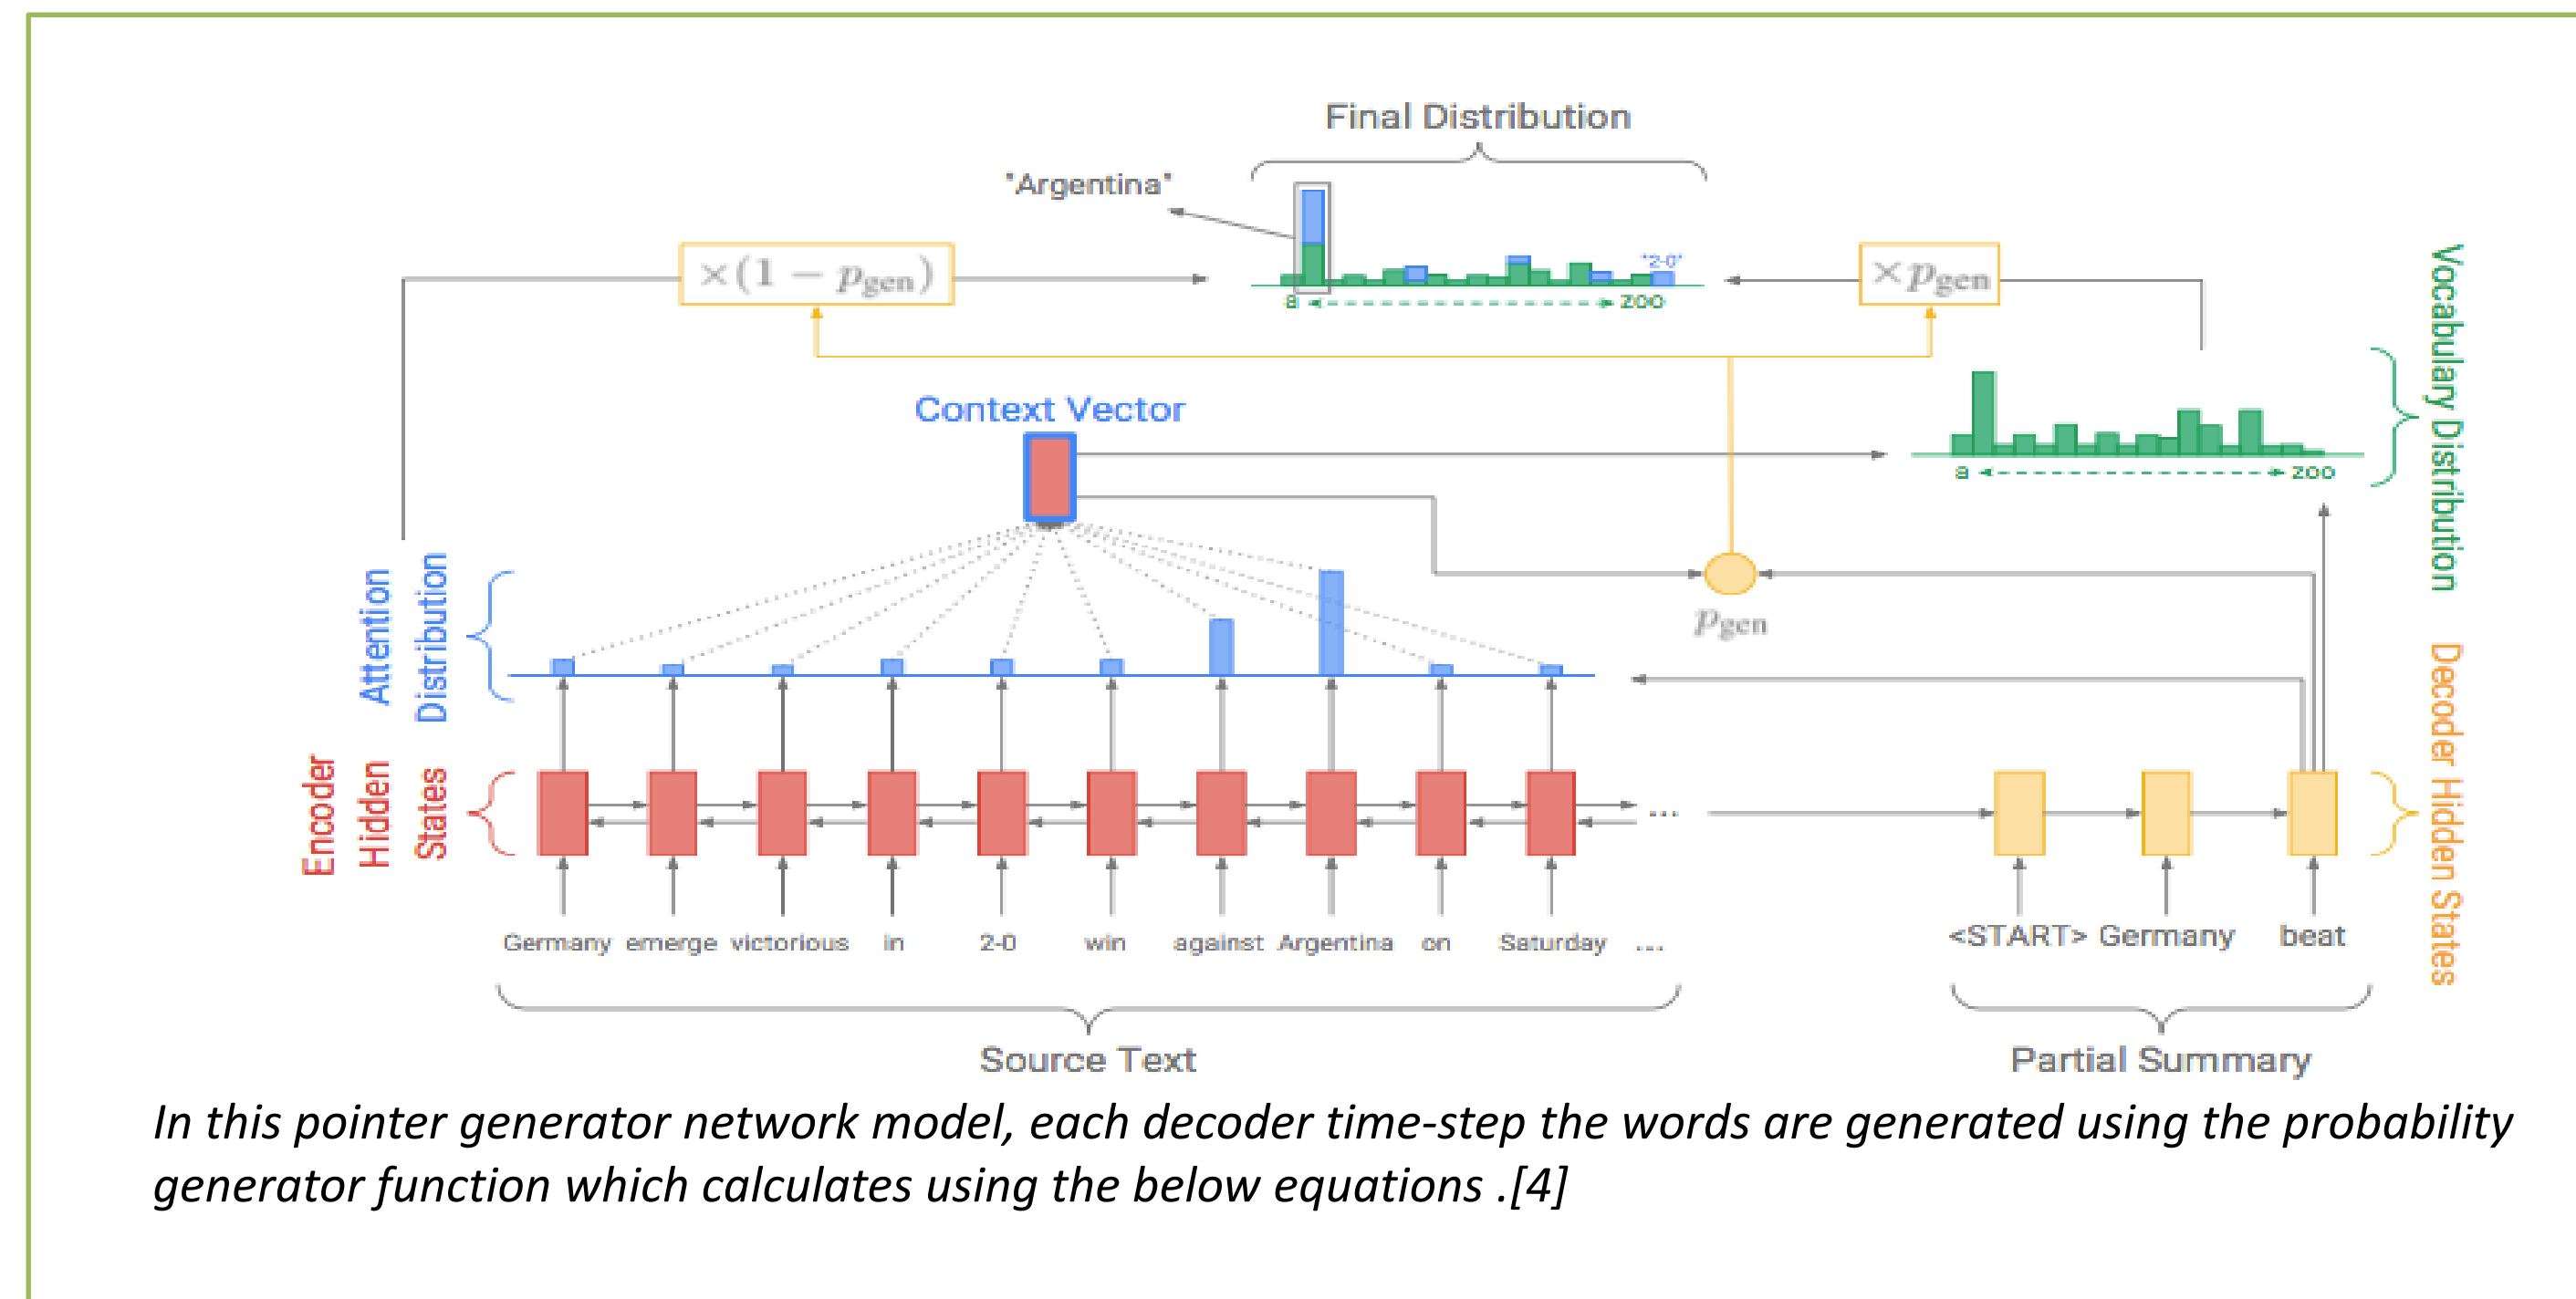 Final Distribution
"Argentina"
×(1 − pgen)
"2-0"
×pgen
a
zoo
Vocabulary Distribution
Context Vector
a
zoo
Attention
Distribution
pgen
Encoder
Hidden
States
...
Decoder Hidden States
Germany emerge victorious in 2-0 win against Argentina on Saturday ...
<START> Germany beat
Source Text
Partial Summary
In this pointer generator network model, each decoder time-step the words are generated using the probability
generator function which calculates using the below equations .[4]